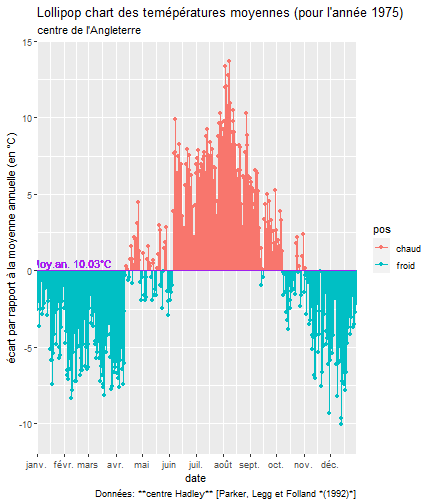 Lollipop chart des temépératures moyennes (pour l'année 1975)
centre de l'Angleterre
écart par rapport à la moyenne annuelle (en °C)
15
10
5
0
-5
-10
Moy.an. 10.03°C
janv. févr. mars avr. mai juin juil. août sept. oct. nov. déc.
date
pos
chaud
froid
Données: **centre Hadley** [Parker, Legg et Folland *(1992)*]